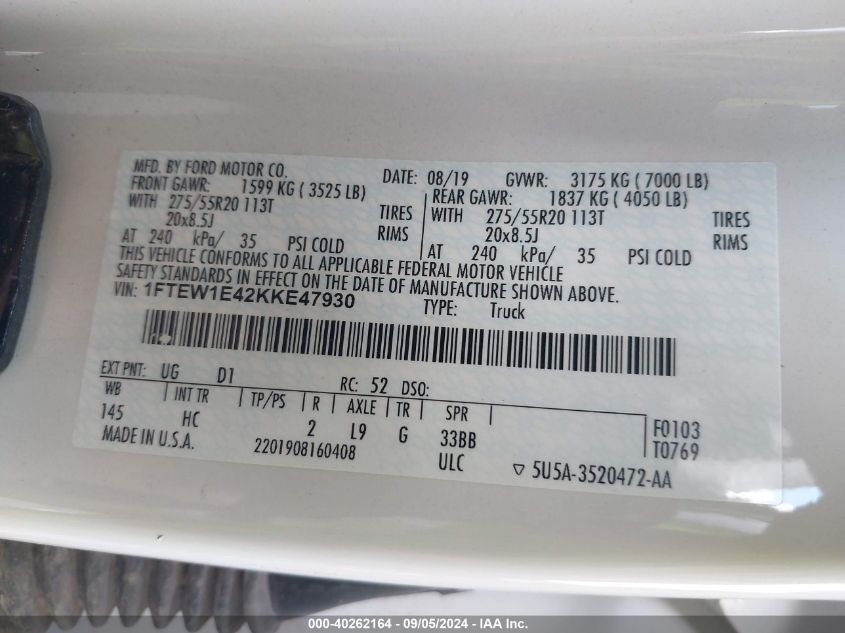 MFD. BY FORD MOTOR CO. DATE: 08/19 GVWR: 3175 KG ( 7000 LB)
FRONT GAWR: 1599 KG ( 3525 LB) REAR GAWR: 1837 KG ( 4050 LB)
WITH 275/55R20 113T TIRES WITH 275/55R20 113T TIRES
20x8.5J RIMS 20x8.5J RIMS
AT 240 kPa/ 35 PSI COLD AT 240 kPa/ 35 PSI COLD
THIS VEHICLE CONFORMS TO ALL APPLICABLE FEDERAL MOTOR VEHICLE
SAFETY STANDARDS IN EFFECT ON THE DATE OF MANUFACTURE SHOWN ABOVE.
VIN: 1FTEW1E42KKE47930 TYPE: Truck
EXT PNT: UG D1 RC: 52 DSO:
WB INT TR TP/PS R AXLE TR SPR
145 HC 2 L9 G 33BB F0103
MADE IN U.S.A. 2201908160408 ULC T0769
▽ 5U5A-3520472-AA
000-40262164 - 09/05/2024 - IAA Inc.